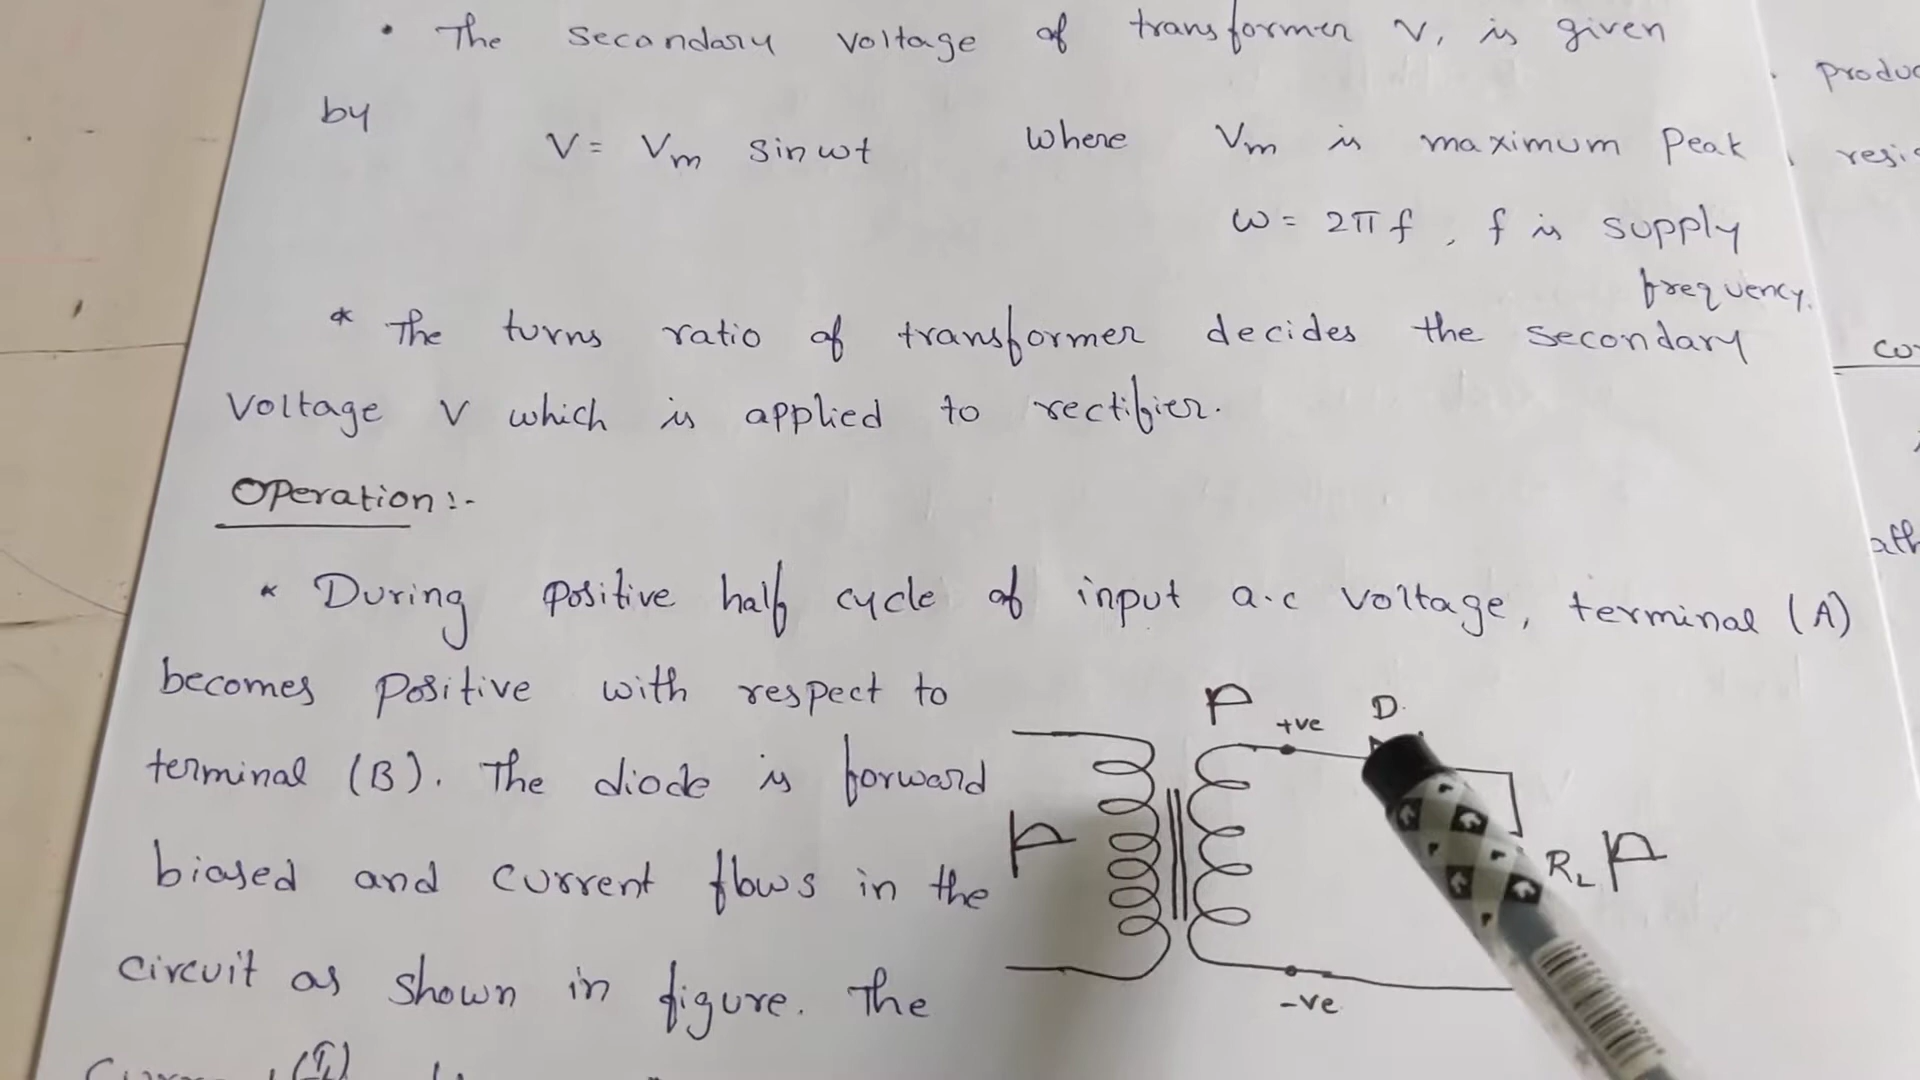 • The secondary voltage of transformer V, is given
by
V = Vm sin ωt where Vm is maximum Peak
ω = 2πf, f is supply
frequency.
* The turns ratio of transformer decides the secondary
Voltage V which is applied to rectifier.
Operation :-
* During positive half cycle of input a.c voltage, terminal (A)
becomes positive with respect to
terminal (B). The diode is forward
biased and current flows in the
circuit as shown in figure. The
+ve D
RL
-ve